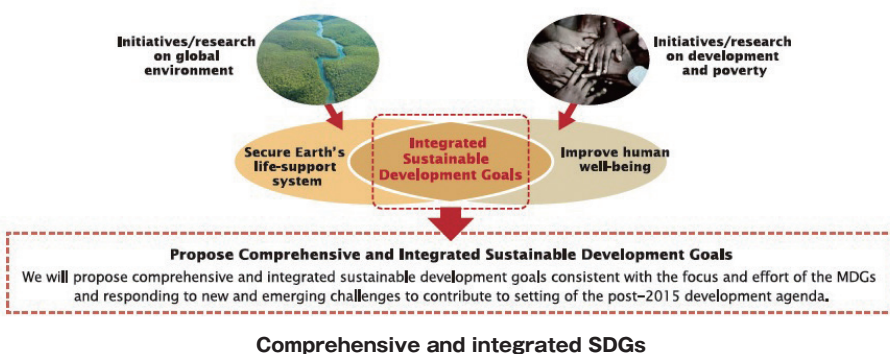 Initiatives/research
on global
environment
Initiatives/research
on development
and poverty
Secure Earth's
life-support
system
Integrated
Sustainable
Development Goals
Improve human
well-being
Propose Comprehensive and Integrated Sustainable Development Goals
We will propose comprehensive and integrated sustainable development goals consistent with the focus and effort of the MDGs
and responding to new and emerging challenges to contribute to setting of the post-2015 development agenda.
Comprehensive and integrated SDGs